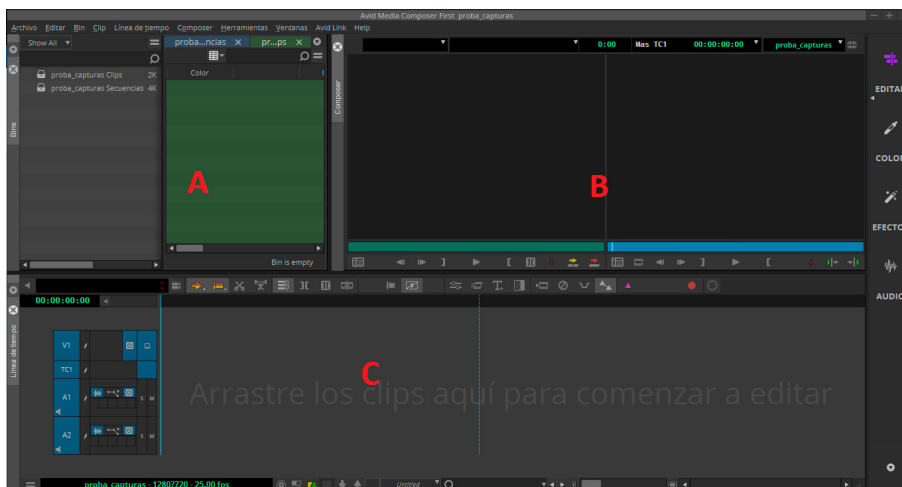 Avid Media Composer First proba_capturas
Archivo Editar Bin Clip Línea de tiempo Composer Herramientas Ventanas Avid Link Help
Show All
proba...ncias
pr...ps
0:00 Mas TC1 00:00:00:00 proba_capturas
proba_capturas Clips 2K
proba_capturas Secuencias 4K
Color
Bins
Composer
A
B
Bin is empty
EDITAR
COLOR
EFECTO
AUDIO
00:00:00:00
Línea de tiempo
V1
TC1
A1
S M
A2
S M
C
Arrastre los clips aquí para comenzar a editar
proba_capturas - 1280?720 - 25.00 fps
Untitled